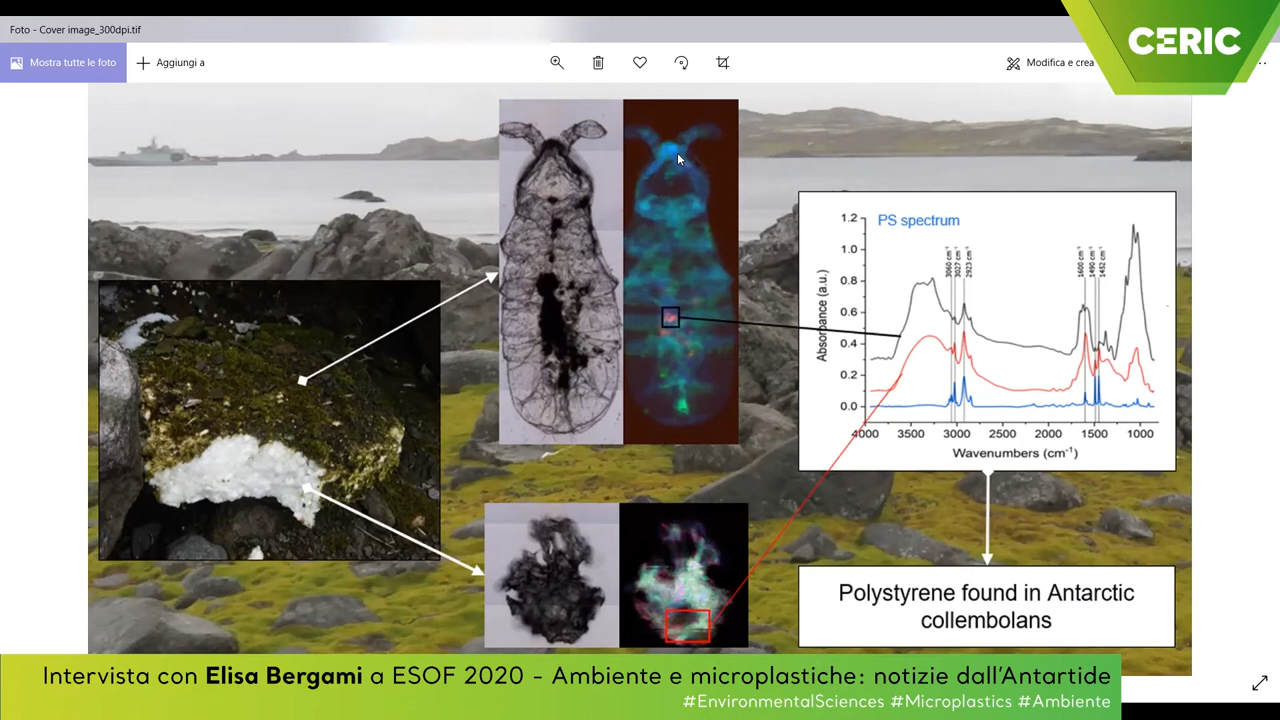 Foto - Cover image_300dpi.tif
Mostra tutte le foto
Aggiungi a
Modifica e crea
CERIC
PS spectrum
3060 cm⁻¹
3027 cm⁻¹
2923 cm⁻¹
1600 cm⁻¹
1490 cm⁻¹
1452 cm⁻¹
1.2
1.0
0.8
0.6
0.4
0.2
0.0
Absorbance (a.u.)
4000 3500 3000 2500 2000 1500 1000
Wavenumbers (cm⁻¹)
Polystyrene found in Antarctic
collembolans
Intervista con Elisa Bergami a ESOF 2020 - Ambiente e microplastiche: notizie dall'Antartide
#EnvironmentalSciences #Microplastics #Ambiente